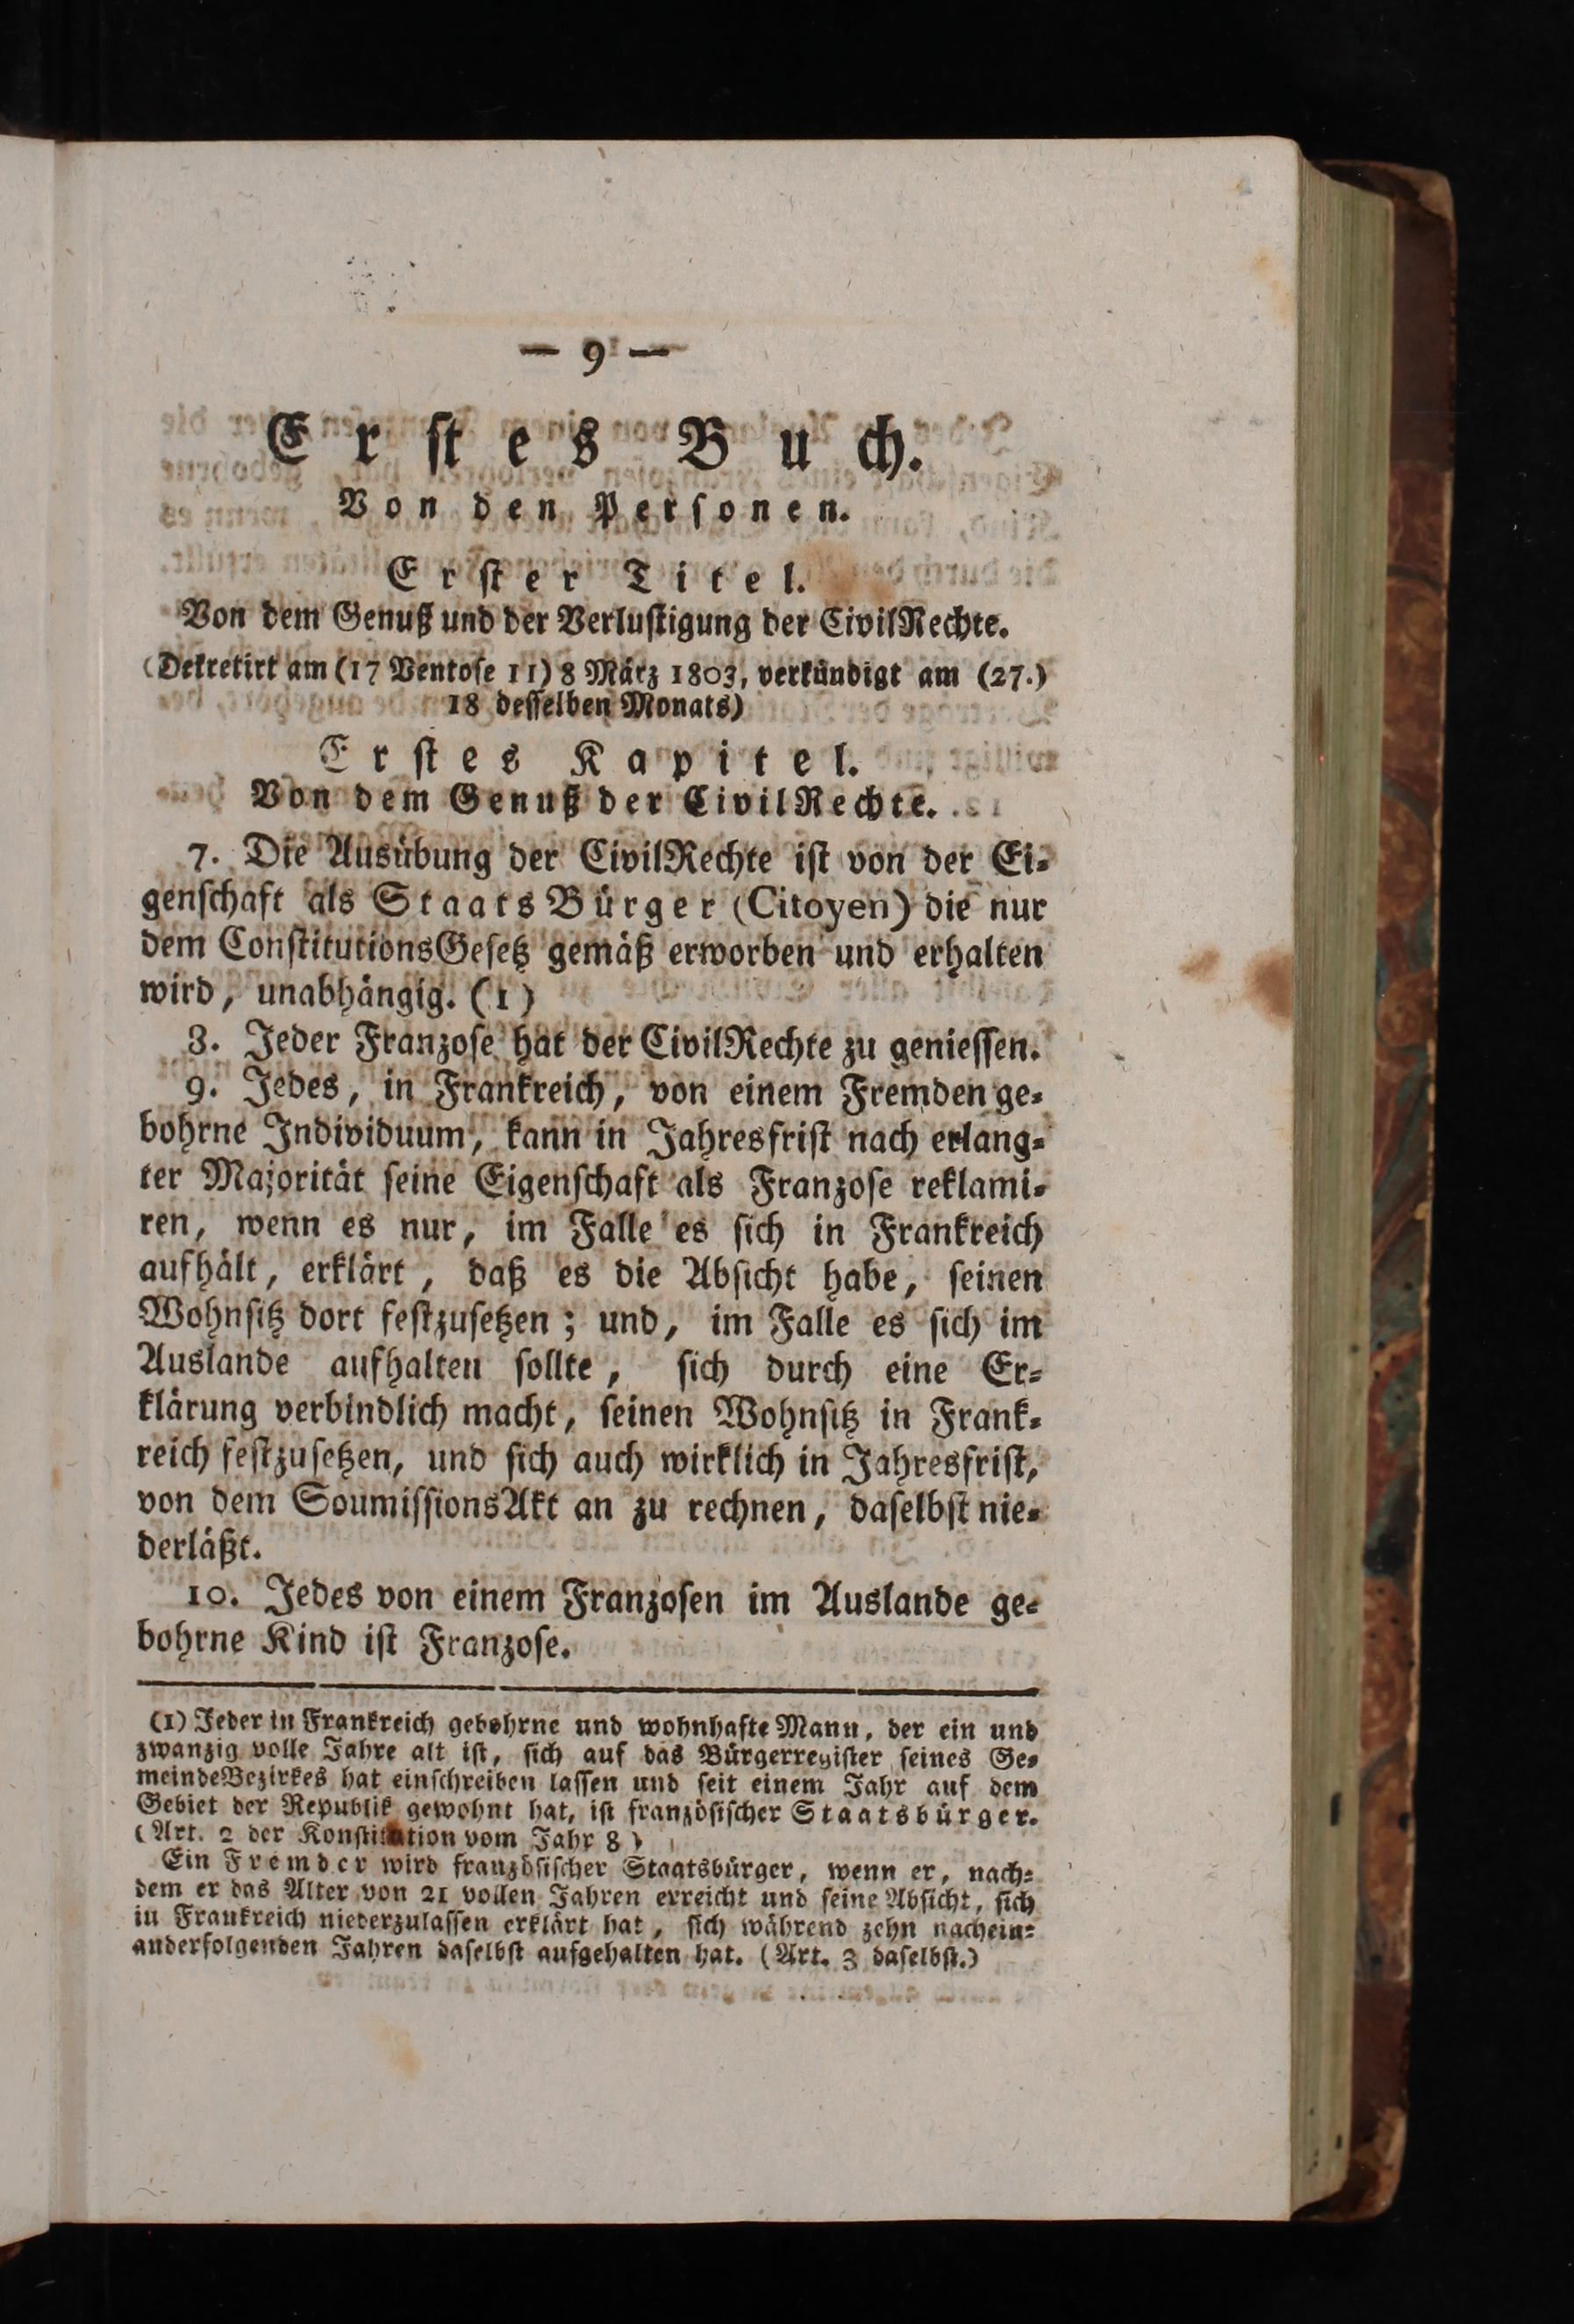 — 9 —
Erſtes Buch.
Von den Perſonen.
Erſter Titel.
Von dem Genuß und der Verluſtigung der CivilRechte.
(Dekretirt am (17 Ventoſe 11) 8 März 1803, verkündigt am (27.)
18 deſſelben Monats)
Erſtes Kapitel.
Von dem Genuß der CivilRechte.
7. Die Ausübung der CivilRechte iſt von der Ei⸗
genſchaft als StaatsBürger (Citoyen) die nur
dem ConſtitutionsGeſetz gemäß erworben und erhalten
wird, unabhängig. (1)
8. Jeder Franzoſe hat der CivilRechte zu genieſſen.
9. Jedes, in Frankreich, von einem Fremden ge⸗
bohrne Individuum, kann in Jahresfriſt nach erlang⸗
ter Majorität ſeine Eigenſchaft als Franzoſe reklami⸗
ren, wenn es nur, im Falle es ſich in Frankreich
aufhält, erklärt, daß es die Abſicht habe, ſeinen
Wohnſitz dort feſtzuſetzen; und, im Falle es ſich im
Auslande aufhalten ſollte, ſich durch eine Er⸗
klärung verbindlich macht, ſeinen Wohnſitz in Frank⸗
reich feſtzuſetzen, und ſich auch wirklich in Jahresfriſt,
von dem SoumiſſionsAkt an zu rechnen, daſelbſt nie⸗
derläßt.
10. Jedes von einem Franzoſen im Auslande ge⸗
bohrne Kind iſt Franzoſe.
(1) Jeder in Frankreich gebohrne und wohnhafte Mann, der ein und
zwanzig volle Jahre alt iſt, ſich auf das Bürgerregiſter ſeines Ge⸗
meindeBezirkes hat einſchreiben laſſen und ſeit einem Jahr auf dem
Gebiet der Republik gewohnt hat, iſt franzöſiſcher Staatsbürger.
(Art. 2 der Konſtitution vom Jahr 8)
Ein Fremder wird franzöſiſcher Staatsbürger, wenn er, nach⸗
dem er das Alter von 21 vollen Jahren erreicht und ſeine Abſicht, ſich
in Frankreich niederzulaſſen erklärt hat, ſich während zehn nachein⸗
anderfolgenden Jahren daſelbſt aufgehalten hat. (Art. 3 daſelbſt.)